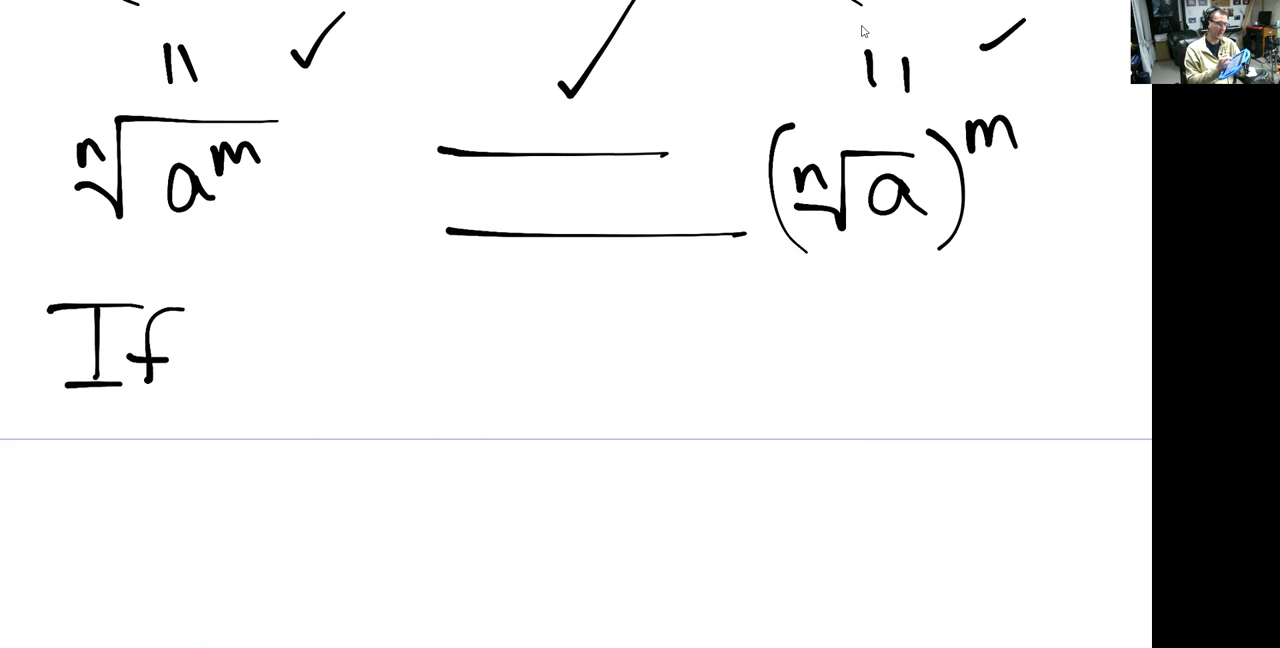 ⁿ√(aᵐ) = (ⁿ√a)ᵐ
If